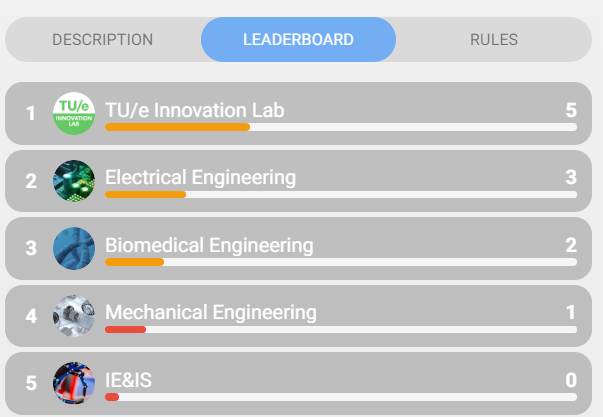 DESCRIPTION LEADERBOARD RULES
1 TU/e INNOVATION LAB TU/e Innovation Lab 5
2 Electrical Engineering 3
3 Biomedical Engineering 2
4 Mechanical Engineering 1
5 IE&IS 0